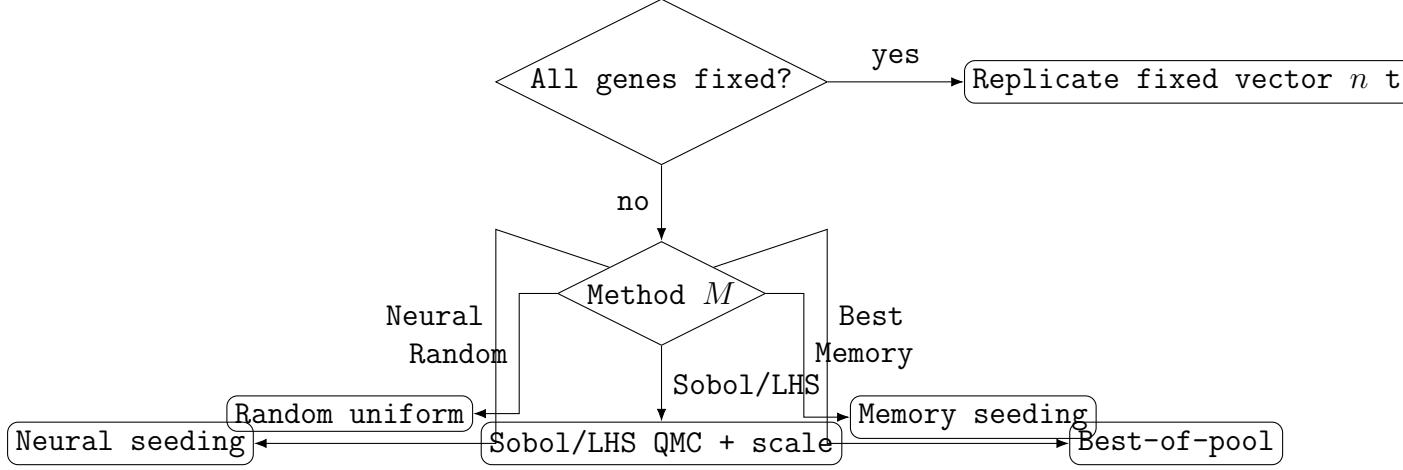 yes
All genes fixed?
Replicate fixed vector n t
no
Method M
Neural
Best
Random
Memory
Sobol/LHS
Random uniform
Memory seeding
Neural seeding
Sobol/LHS QMC + scale
Best-of-pool